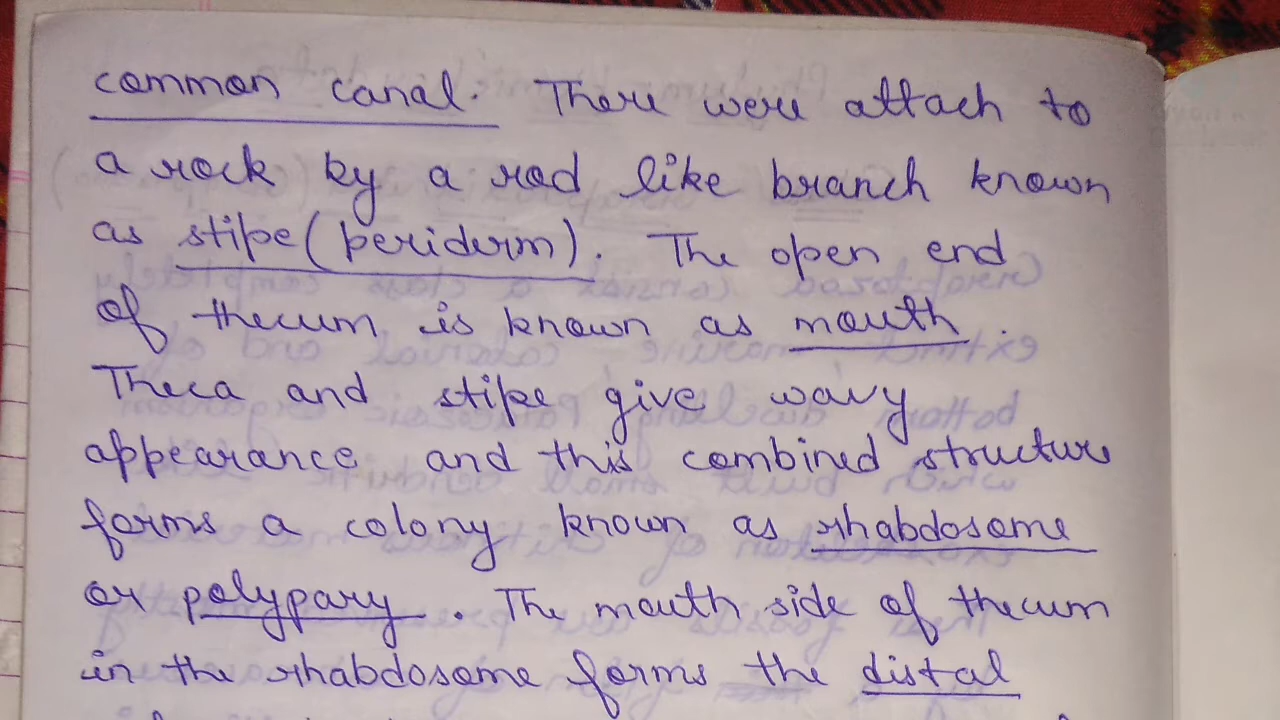 common canal. There were attach to
a rock by a rod like branch known
as stipe (periderm). The open end
of thecum is known as mouth.
Theca and stipe give wavy
appearance and this combined structure
forms a colony known as rhabdosome
or polypary. The mouth side of thecum
in the rhabdosome forms the distal